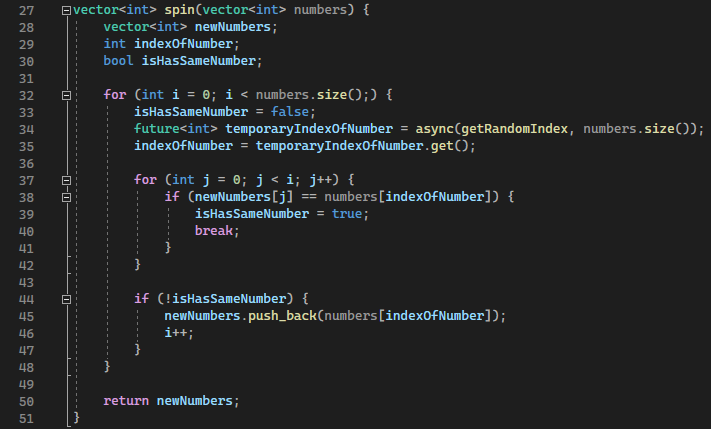 27 vector<int> spin(vector<int> numbers) {
28     vector<int> newNumbers;
29     int indexOfNumber;
30     bool isHasSameNumber;
31
32     for (int i = 0; i < numbers.size();) {
33         isHasSameNumber = false;
34         future<int> temporaryIndexOfNumber = async(getRandomIndex, numbers.size());
35         indexOfNumber = temporaryIndexOfNumber.get();
36
37         for (int j = 0; j < i; j++) {
38             if (newNumbers[j] == numbers[indexOfNumber]) {
39                 isHasSameNumber = true;
40                 break;
41             }
42         }
43
44         if (!isHasSameNumber) {
45             newNumbers.push_back(numbers[indexOfNumber]);
46             i++;
47         }
48     }
49
50     return newNumbers;
51 }